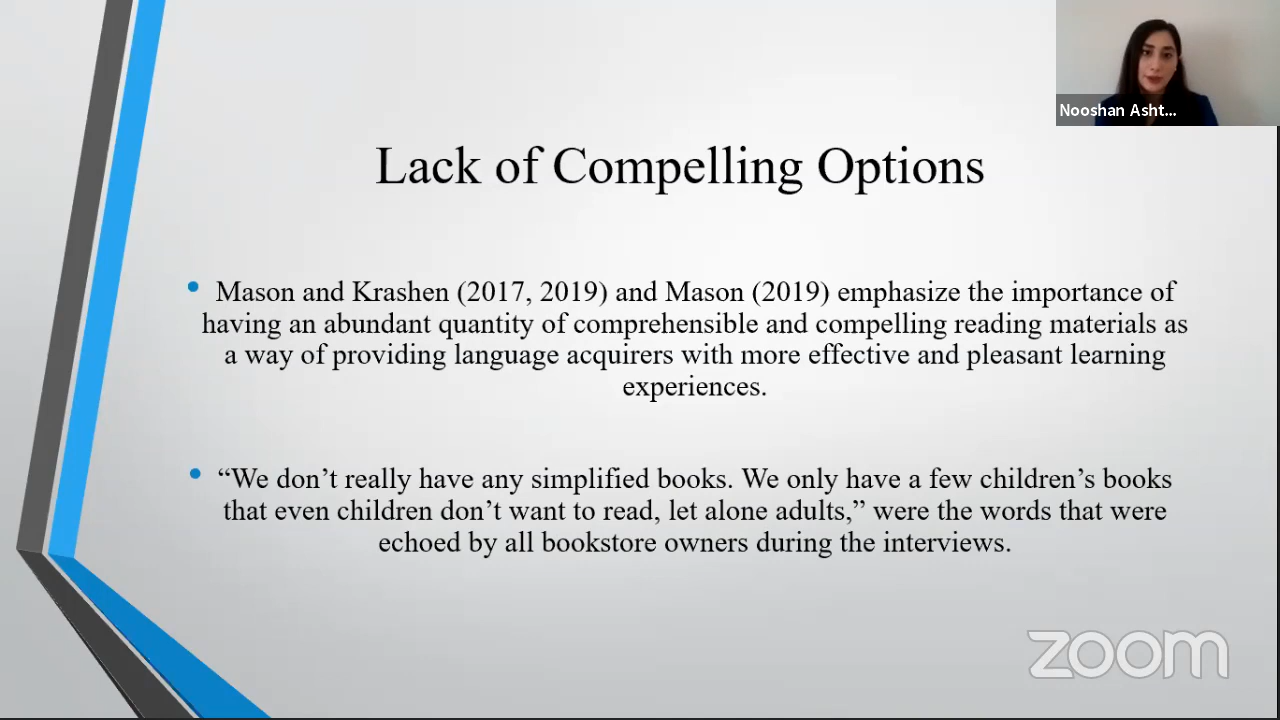 Nooshan Asht...
Lack of Compelling Options
• Mason and Krashen (2017, 2019) and Mason (2019) emphasize the importance of
having an abundant quantity of comprehensible and compelling reading materials as
a way of providing language acquirers with more effective and pleasant learning
experiences.
• “We don’t really have any simplified books. We only have a few children’s books
that even children don’t want to read, let alone adults,” were the words that were
echoed by all bookstore owners during the interviews.
zoom